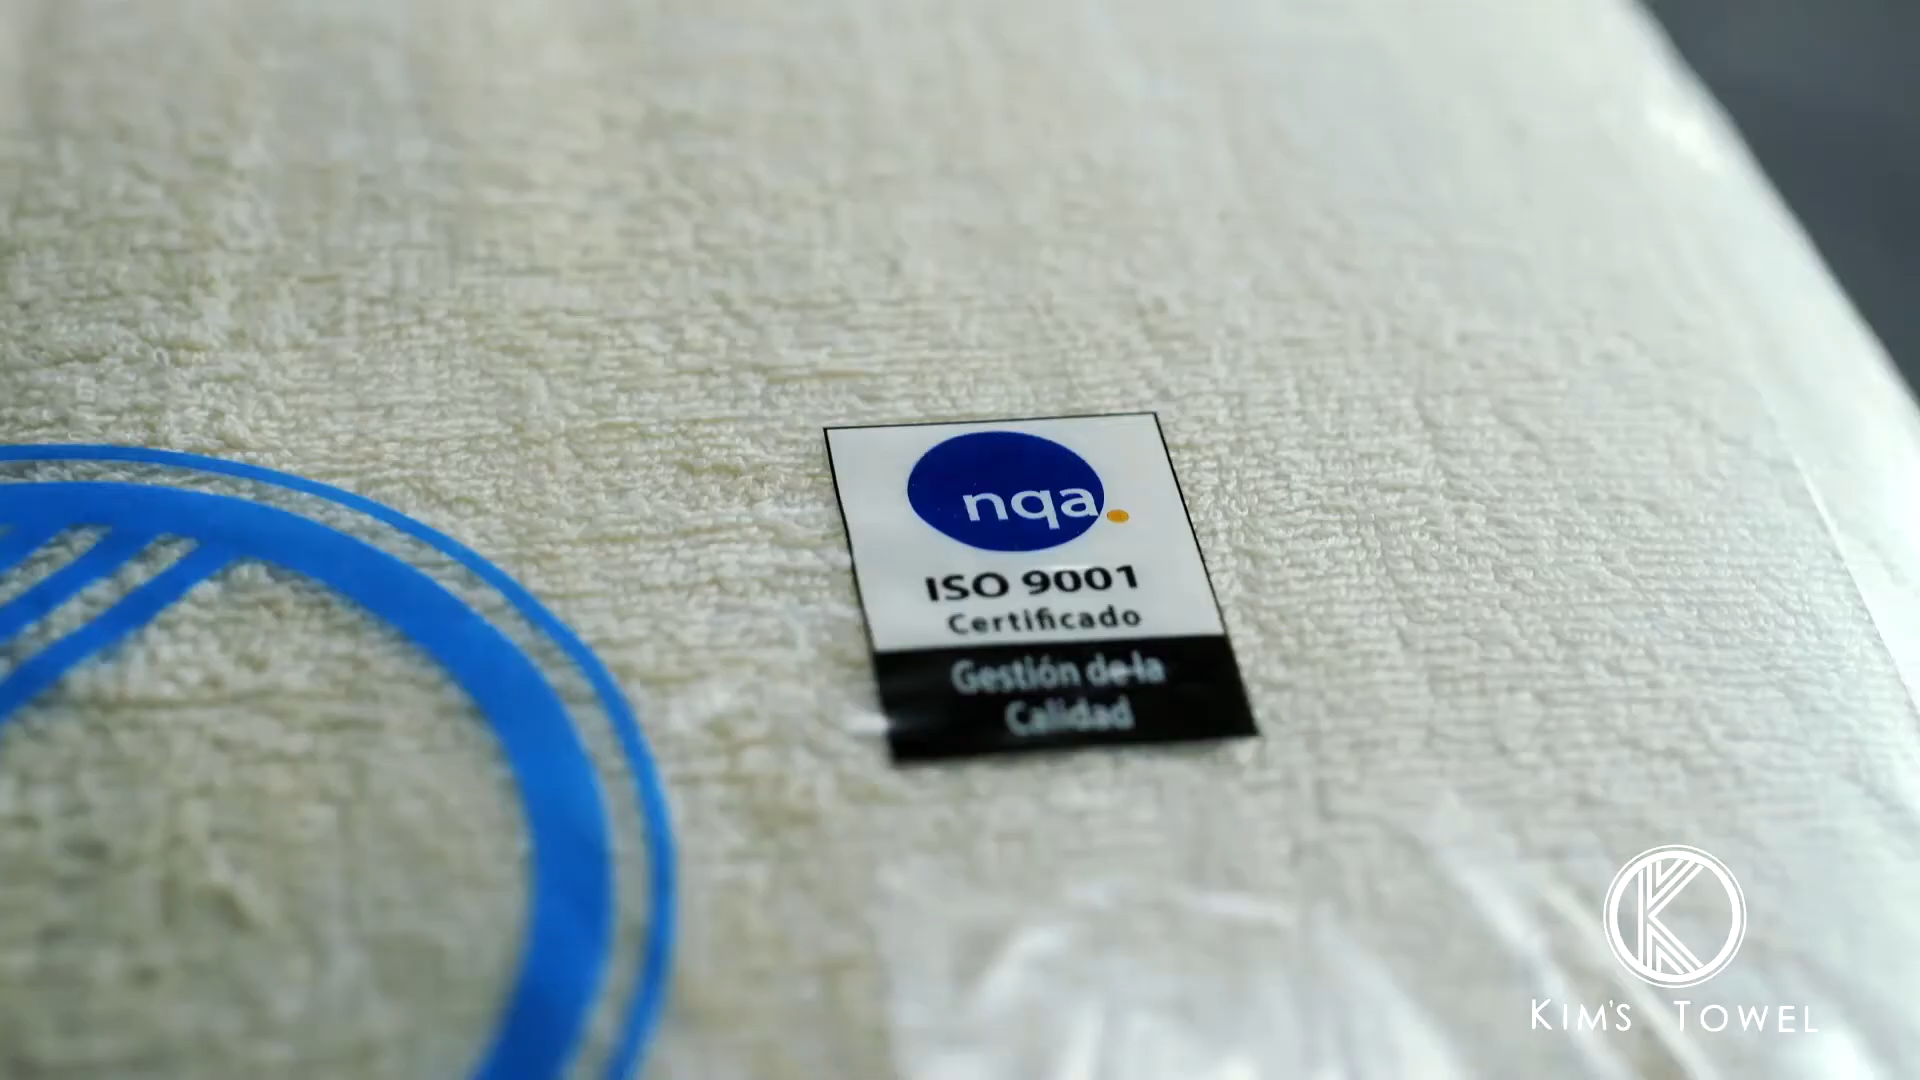 nqa.
ISO 9001
Certificado
Gestión de la
Calidad
KIM'S TOWEL